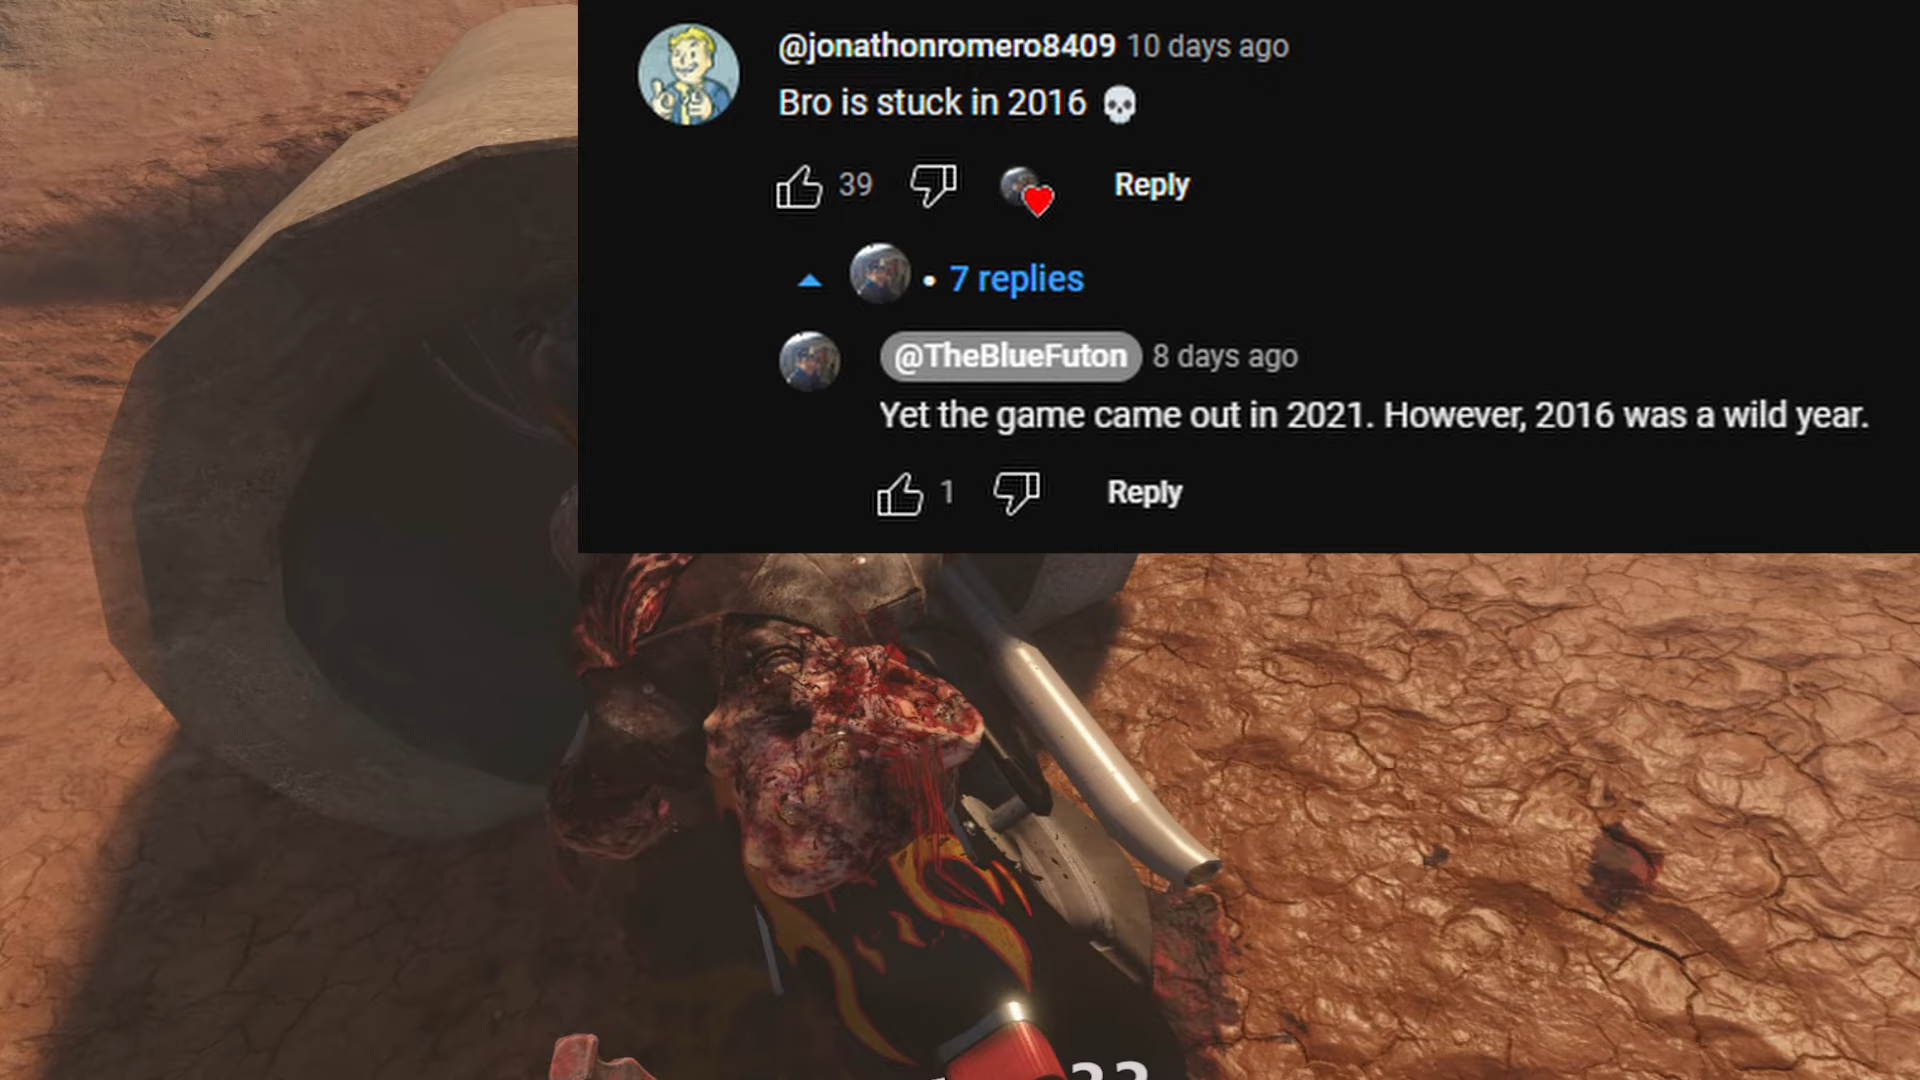 @jonathonromero8409 10 days ago
Bro is stuck in 2016 💀
39 Reply
• 7 replies
@TheBlueFuton 8 days ago
Yet the game came out in 2021. However, 2016 was a wild year.
1 Reply